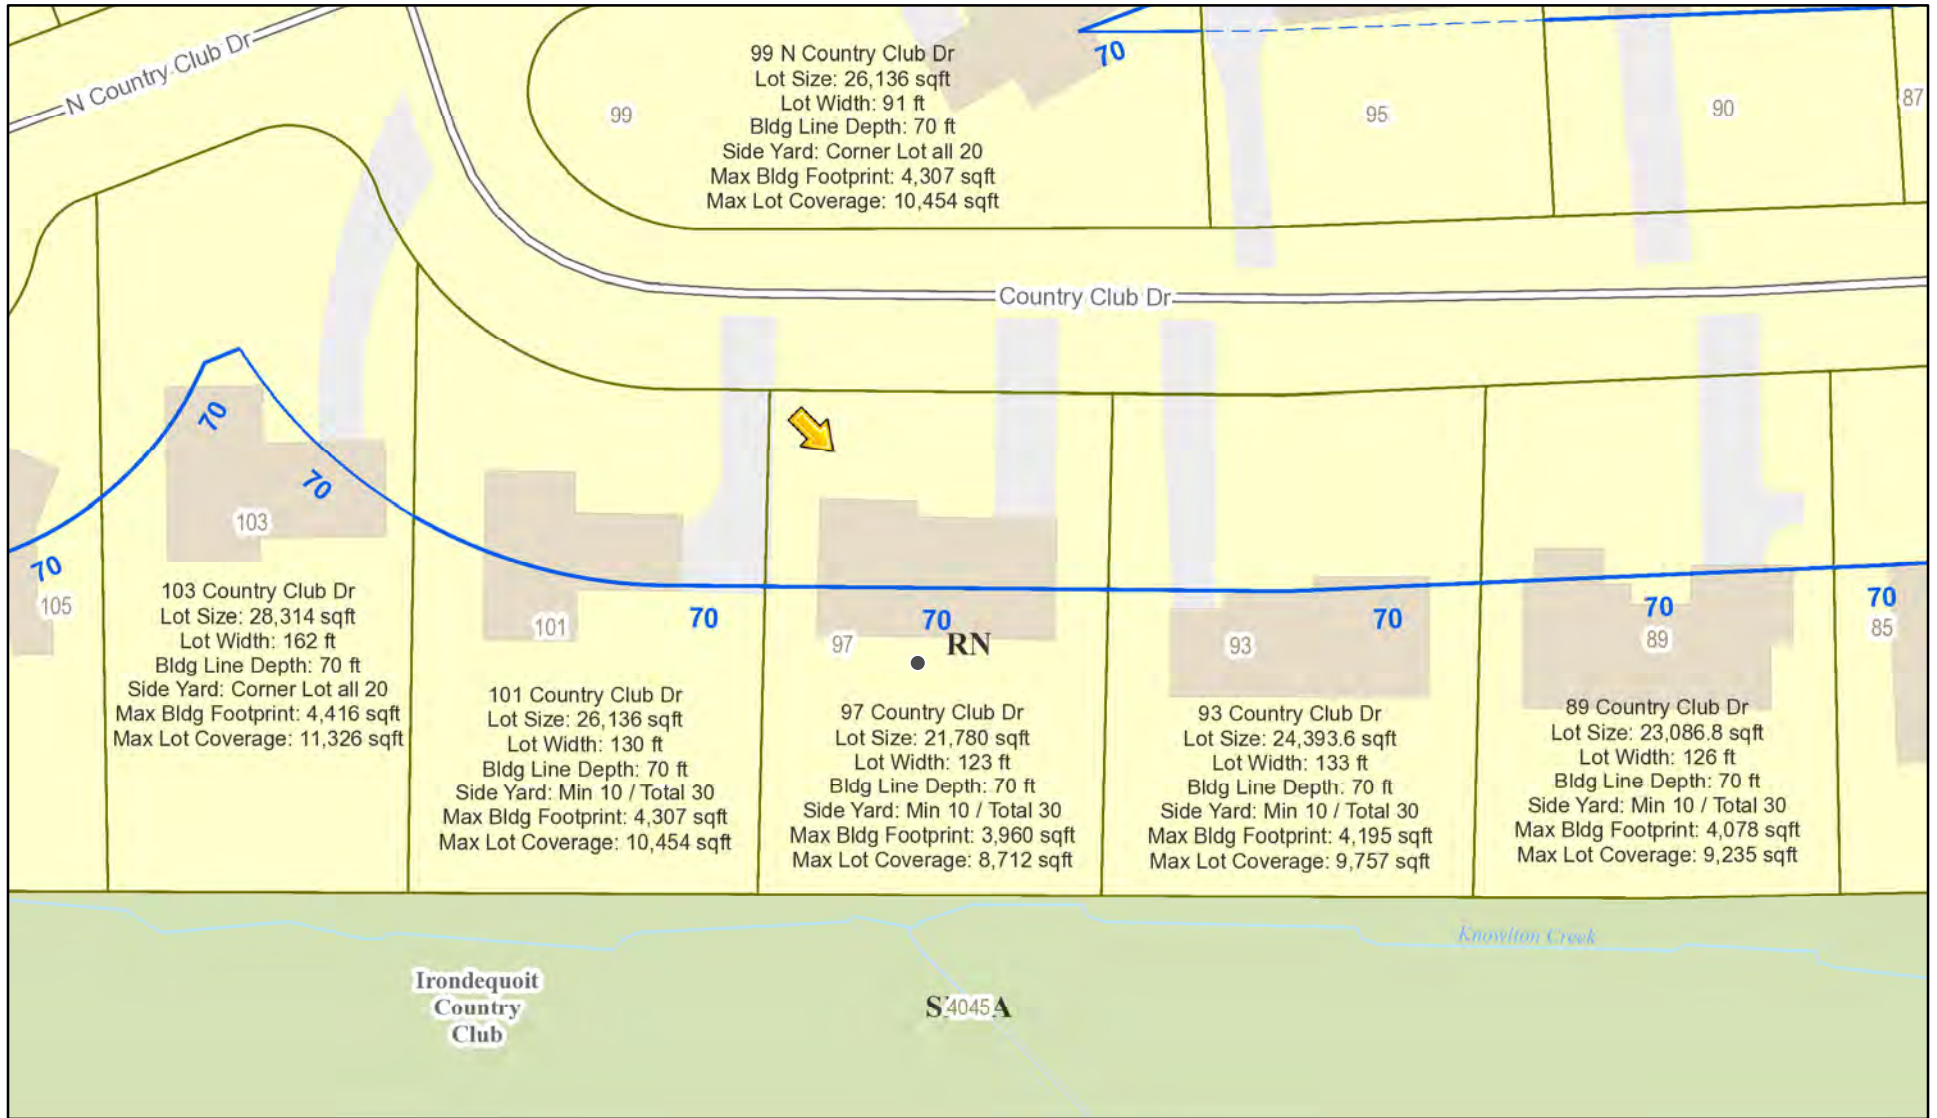 N Country Club Dr
99 N Country Club Dr
Lot Size: 26,136 sqft
Lot Width: 91 ft
Bldg Line Depth: 70 ft
Side Yard: Corner Lot all 20
Max Bldg Footprint: 4,307 sqft
Max Lot Coverage: 10,454 sqft
99
70
95
90
87
Country Club Dr
70
70
70
103
105
103 Country Club Dr
Lot Size: 28,314 sqft
Lot Width: 162 ft
Bldg Line Depth: 70 ft
Side Yard: Corner Lot all 20
Max Bldg Footprint: 4,416 sqft
Max Lot Coverage: 11,326 sqft
101
70
101 Country Club Dr
Lot Size: 26,136 sqft
Lot Width: 130 ft
Bldg Line Depth: 70 ft
Side Yard: Min 10 / Total 30
Max Bldg Footprint: 4,307 sqft
Max Lot Coverage: 10,454 sqft
70
97
RN
97 Country Club Dr
Lot Size: 21,780 sqft
Lot Width: 123 ft
Bldg Line Depth: 70 ft
Side Yard: Min 10 / Total 30
Max Bldg Footprint: 3,960 sqft
Max Lot Coverage: 8,712 sqft
70
93
93 Country Club Dr
Lot Size: 24,393.6 sqft
Lot Width: 133 ft
Bldg Line Depth: 70 ft
Side Yard: Min 10 / Total 30
Max Bldg Footprint: 4,195 sqft
Max Lot Coverage: 9,757 sqft
70
89
89 Country Club Dr
Lot Size: 23,086.8 sqft
Lot Width: 126 ft
Bldg Line Depth: 70 ft
Side Yard: Min 10 / Total 30
Max Bldg Footprint: 4,078 sqft
Max Lot Coverage: 9,235 sqft
70
85
Knowlton Creek
Irondequoit
Country
Club
4045